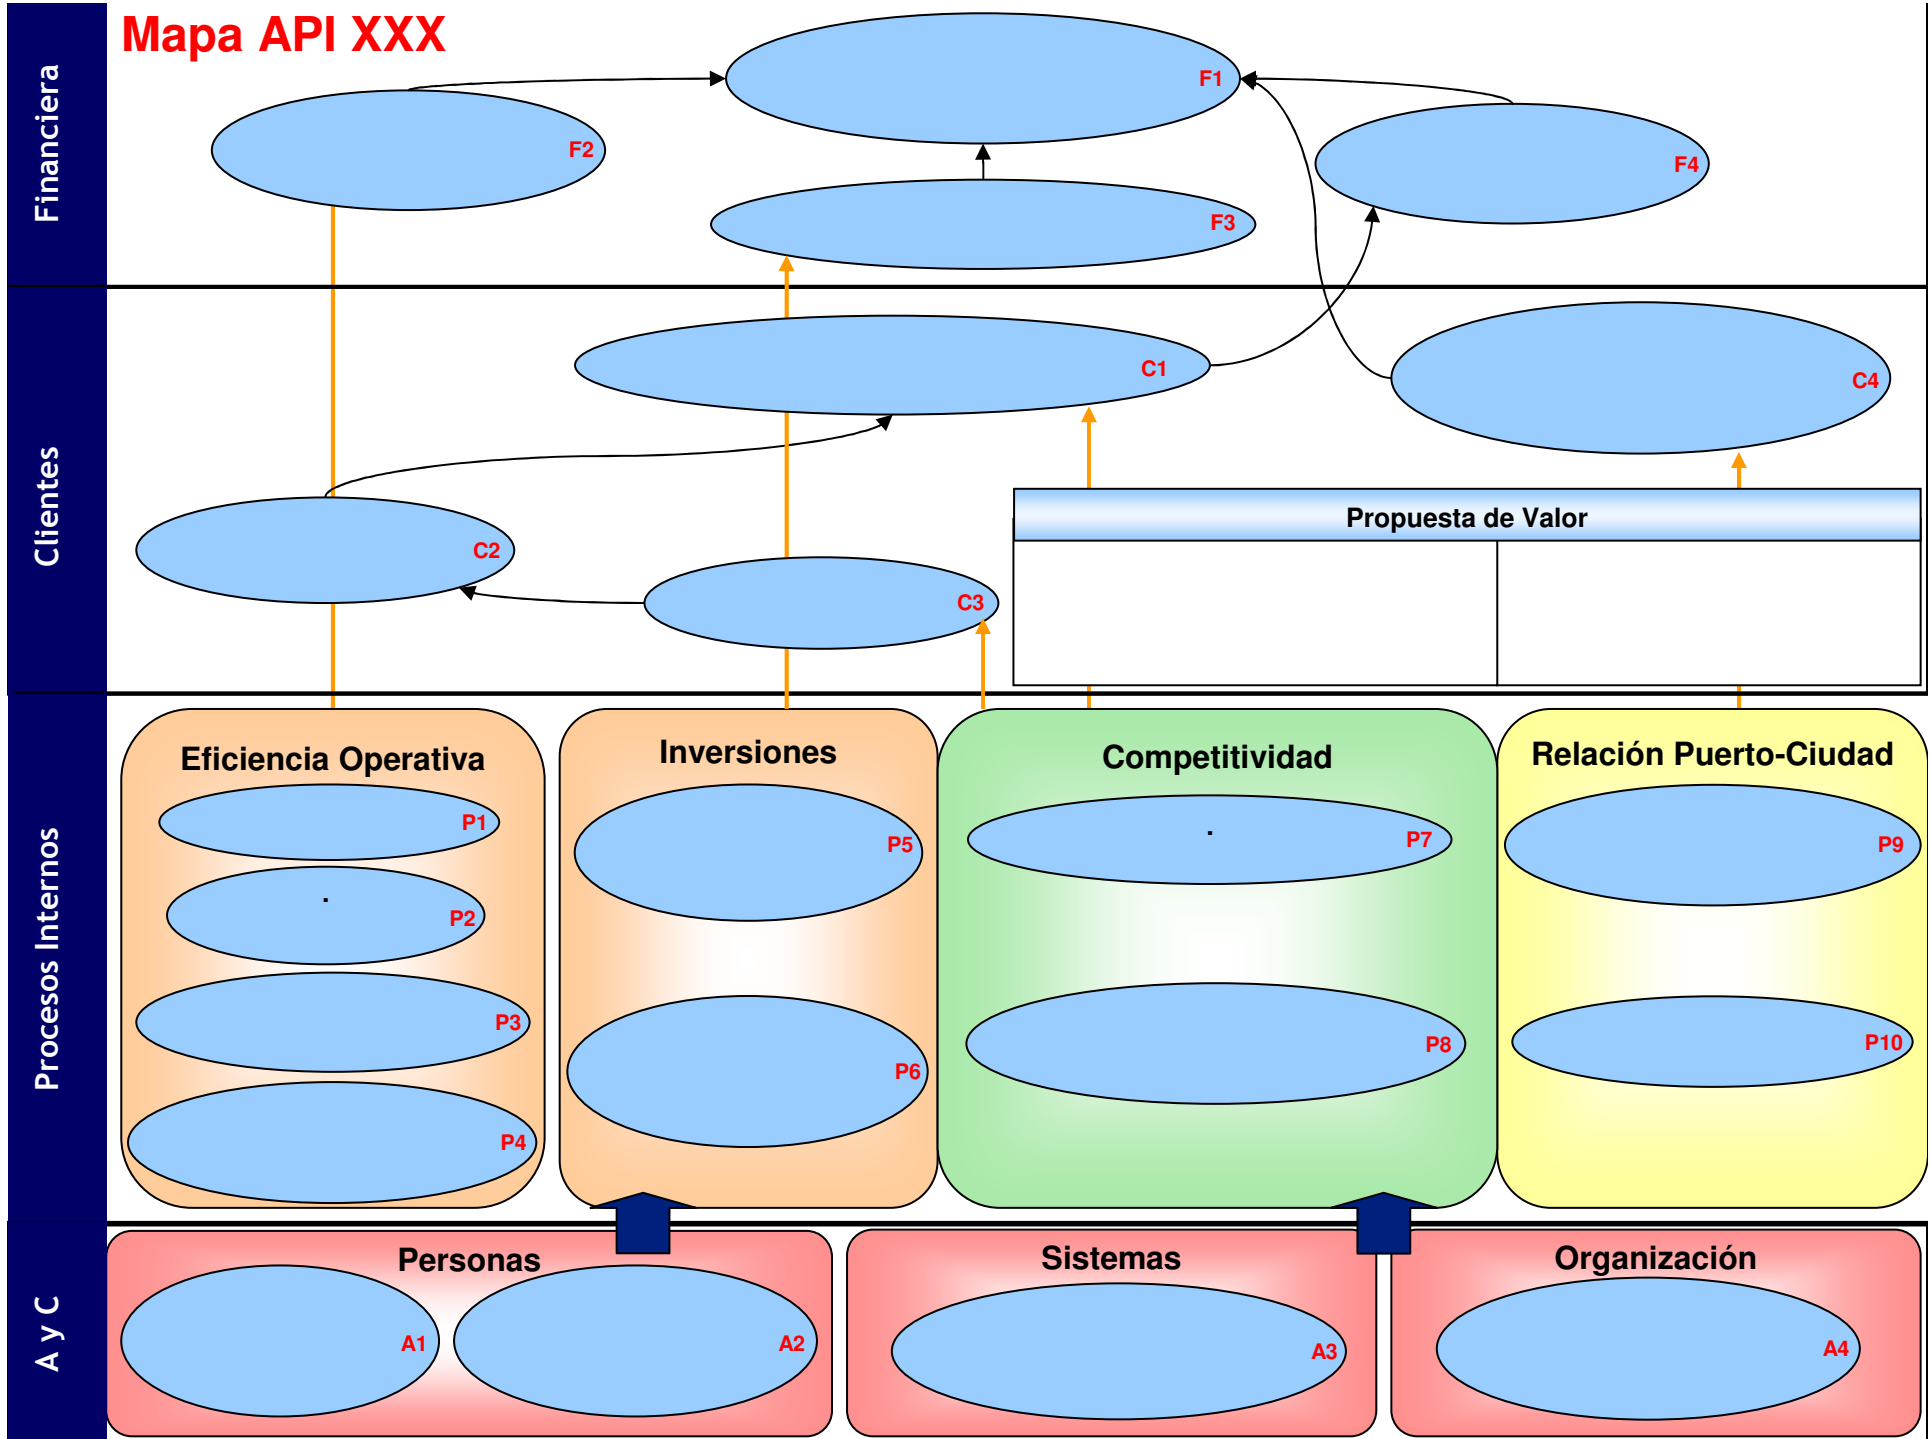 Mapa API XXX
Financiera
F1
F2
F3
F4
Clientes
C1
C4
C2
C3
Propuesta de Valor
Procesos Internos
Eficiencia Operativa
P1
.
P2
P3
P4
Inversiones
P5
P6
Competitividad
.
P7
P8
Relación Puerto-Ciudad
P9
P10
A y C
Personas
A1
A2
Sistemas
A3
Organización
A4